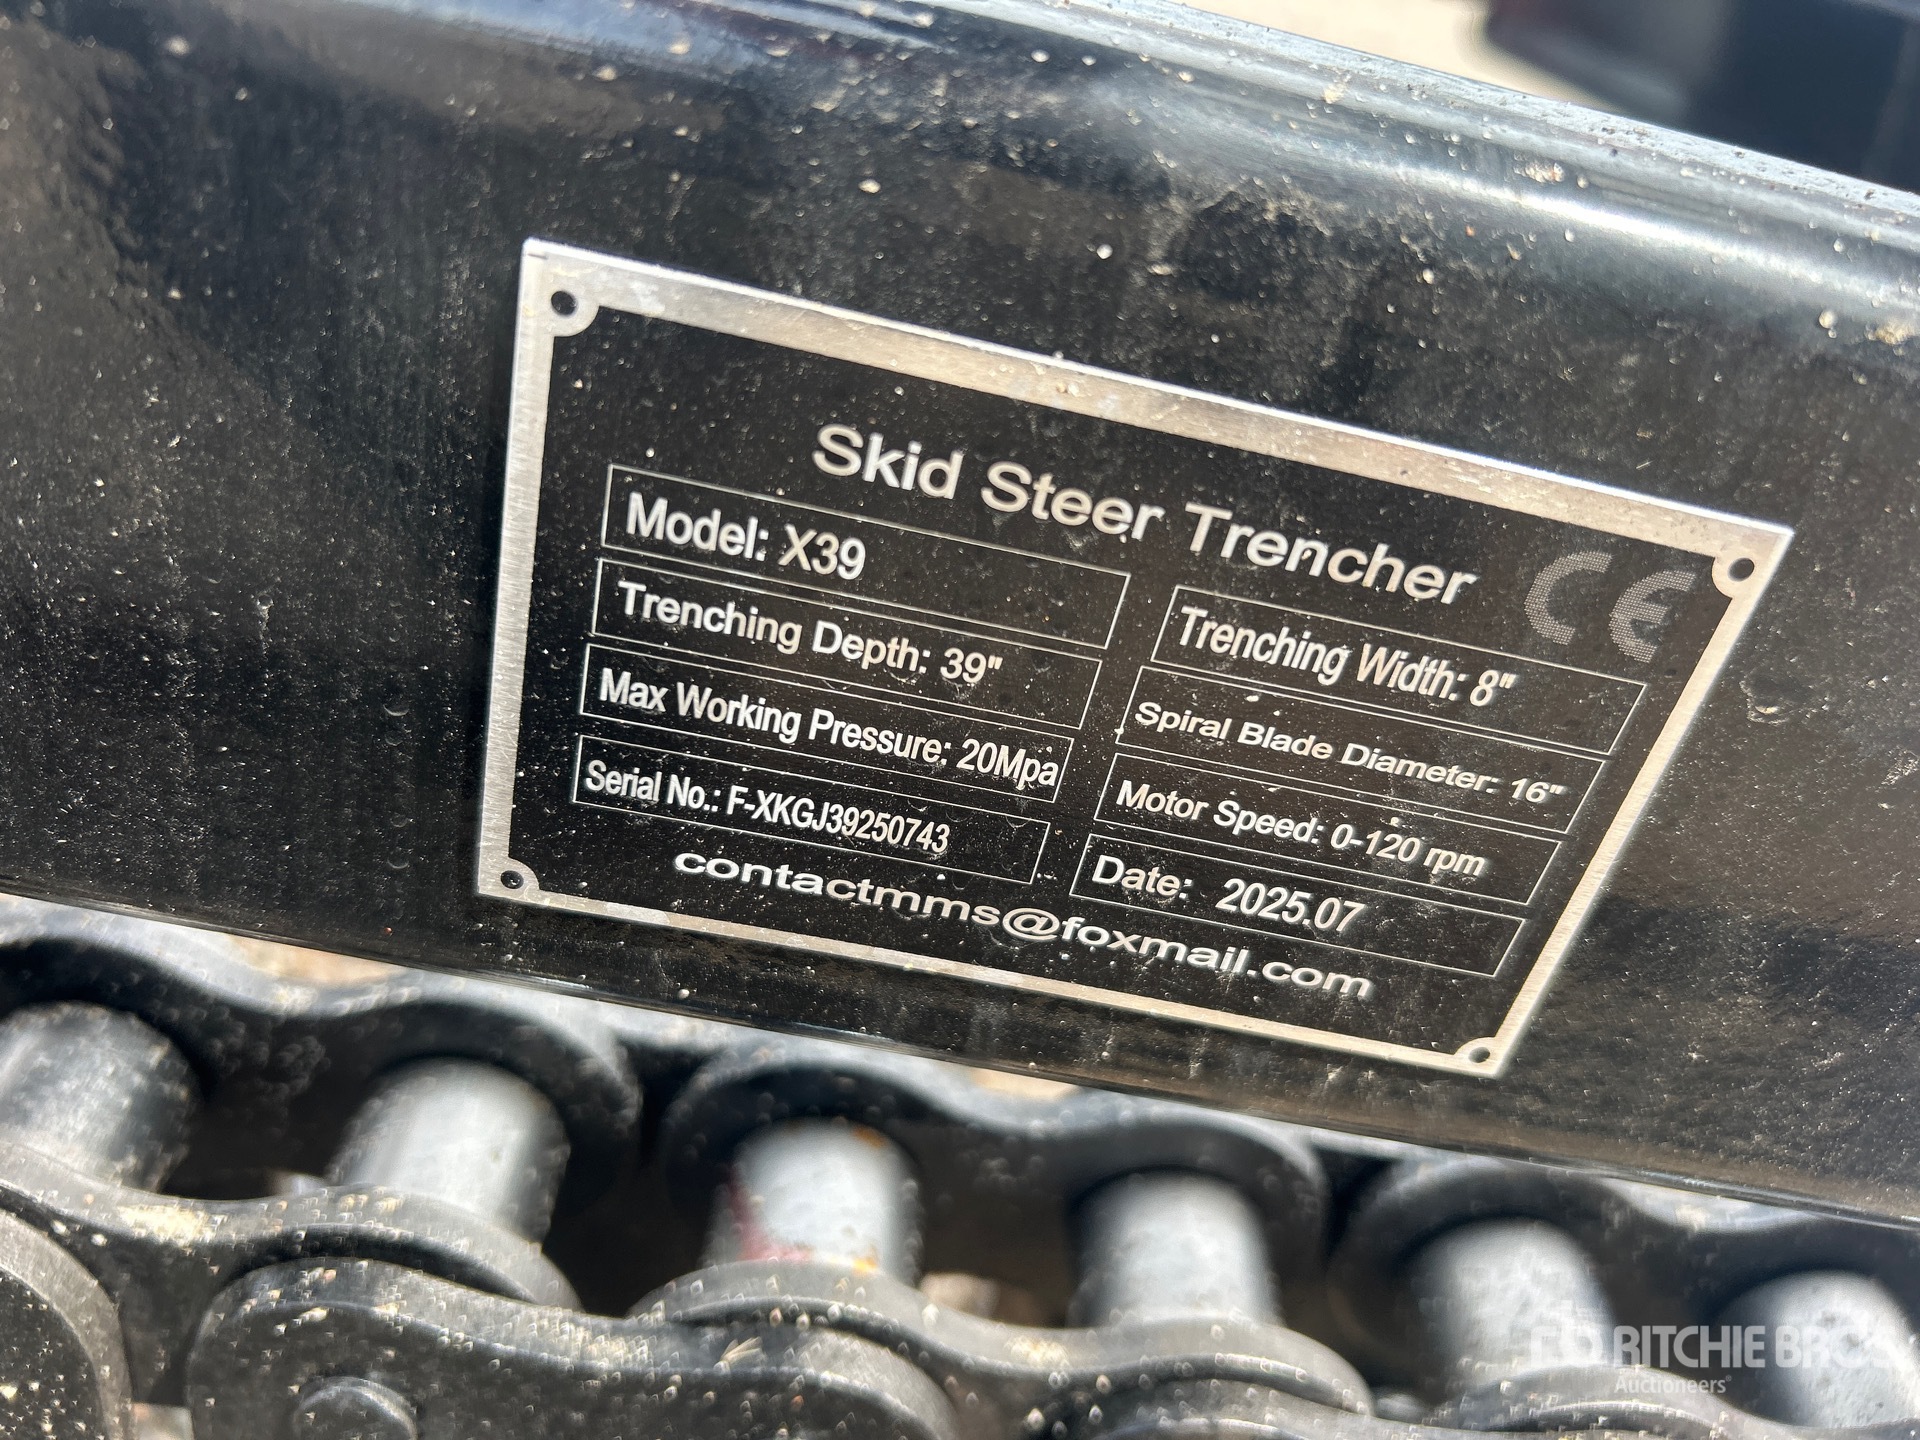 Skid Steer Trencher
CE
Model: X39
Trenching Depth: 39"
Trenching Width: 8"
Max Working Pressure: 20Mpa
Spiral Blade Diameter: 16"
Serial No.: F-XKGJ39250743
Motor Speed: 0-120 rpm
Date: 2025.07
contactmms@foxmail.com
rb RITCHIE BROS
Auctioneers